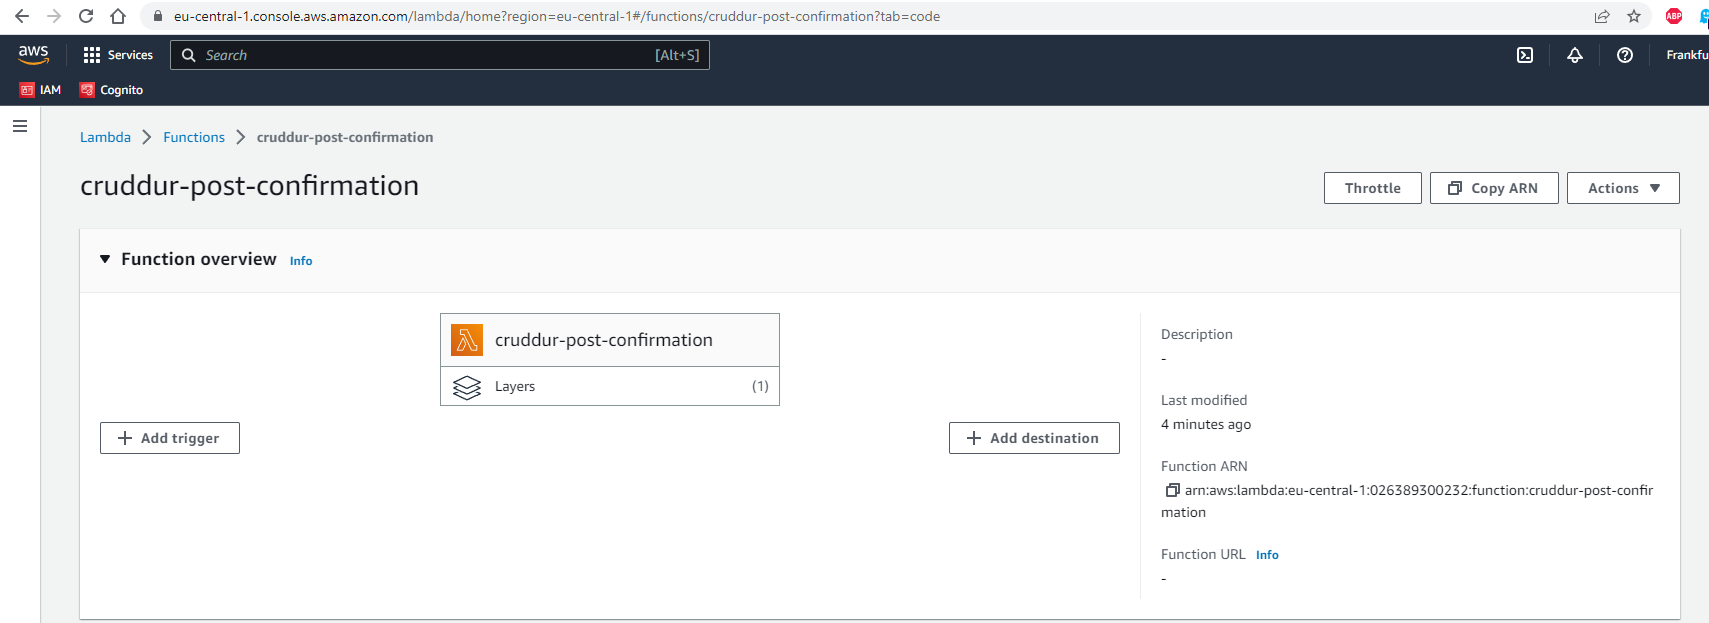 eu-central-1.console.aws.amazon.com/lambda/home?region=eu-central-1#/functions/cruddur-post-confirmation?tab=code
ABP
aws Services Search [Alt+S] Frankfu
IAM Cognito
Lambda Functions cruddur-post-confirmation
cruddur-post-confirmation
Throttle Copy ARN Actions
Function overview Info
cruddur-post-confirmation
Layers (1)
Add trigger
Add destination
Description
-
Last modified
4 minutes ago
Function ARN
arn:aws:lambda:eu-central-1:026389300232:function:cruddur-post-confir
mation
Function URL Info
-